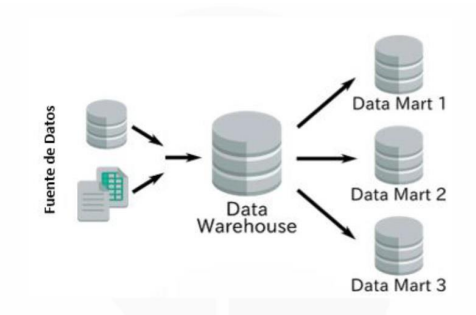 Fuente de Datos
Data
Warehouse
Data Mart 1
Data Mart 2
Data Mart 3